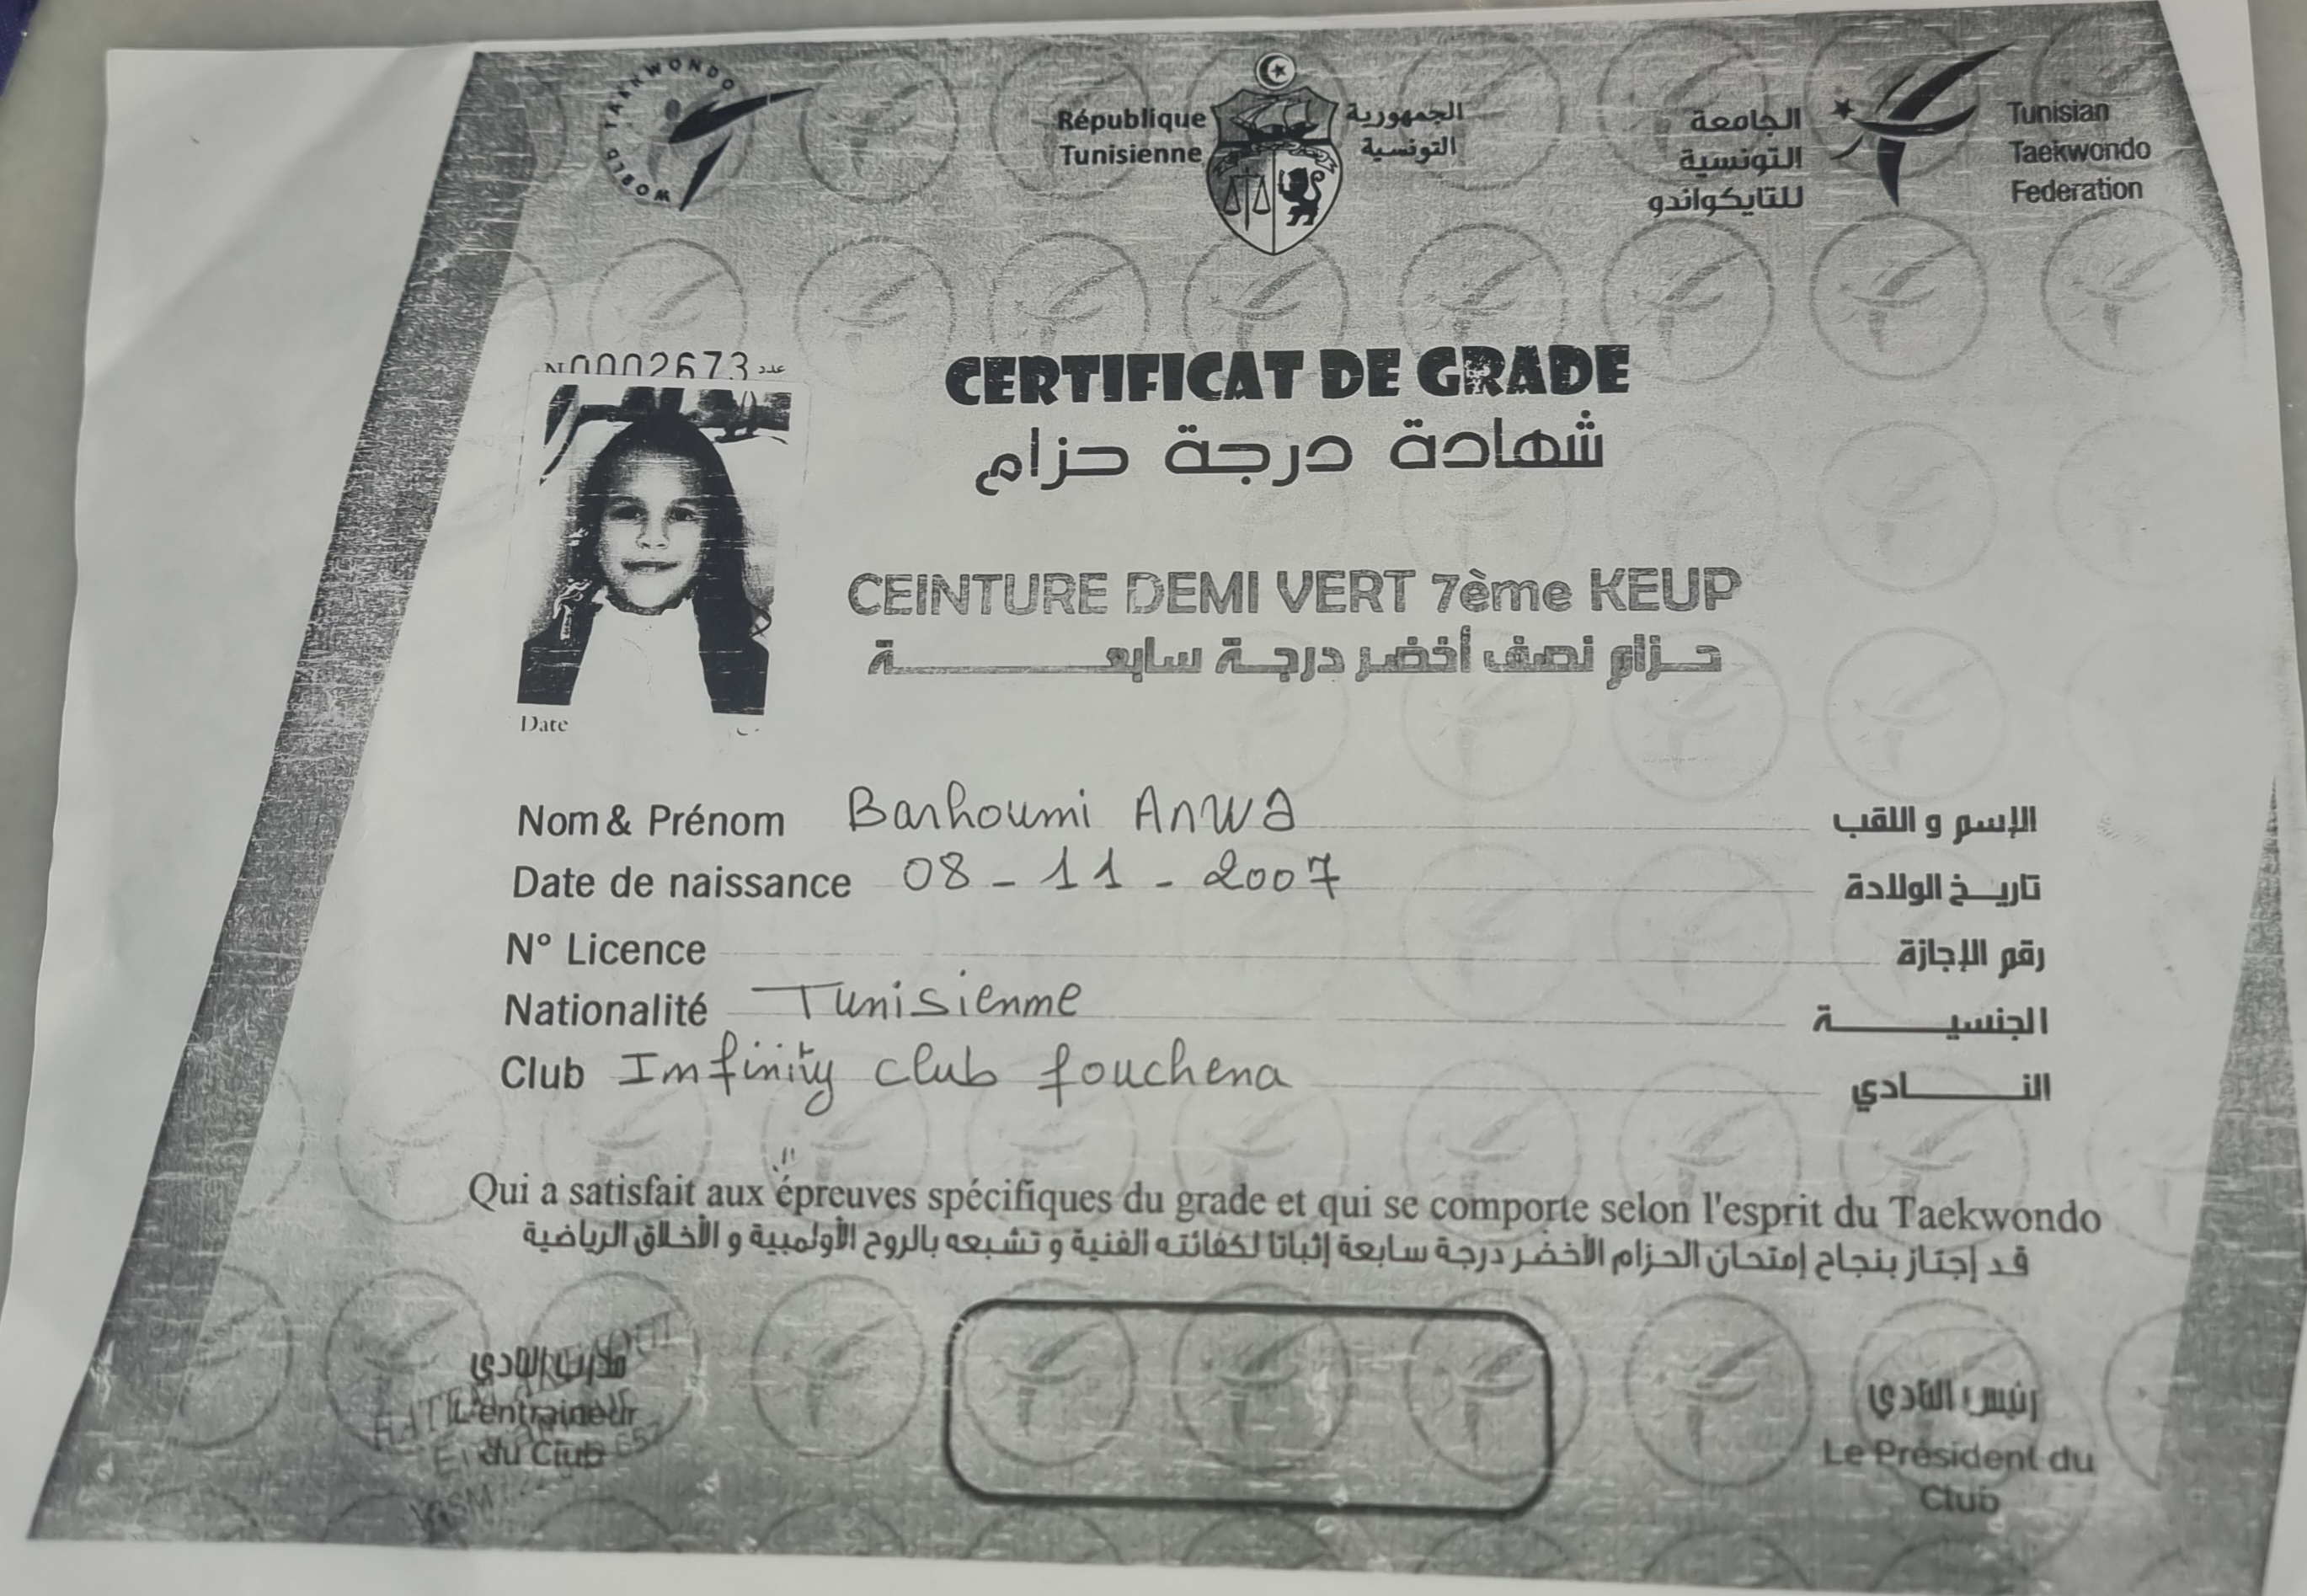 WORLD TAEKWONDO
République
Tunisienne
الجمهورية
التونسية
الجامعة
التونسية
للتايكواندو
Tunisian
Taekwondo
Federation
N 0002673 عدد
CERTIFICAT DE GRADE
شهادة درجة حزام
CEINTURE DEMI VERT 7ème KEUP
حزام نصف أخضر درجة سابعة
Date
Nom & Prénom Barhoumi Anwa الإسم و اللقب
Date de naissance 08 - 11 - 2007 تاريخ الولادة
N° Licence رقم الإجازة
Nationalité Tunisienne الجنسية
Club Imfinity club fouchena النادي
Qui a satisfait aux épreuves spécifiques du grade et qui se comporte selon l'esprit du Taekwondo
قد إجتاز بنجاح إمتحان الحزام الأخضر درجة سابعة إثباتا لكفائته الفنية و تشبعه بالروح الأولمبية و الأخلاق الرياضية
مدرب النادي
L'entraineur
du Club
رئيس النادي
Le Président du
Club